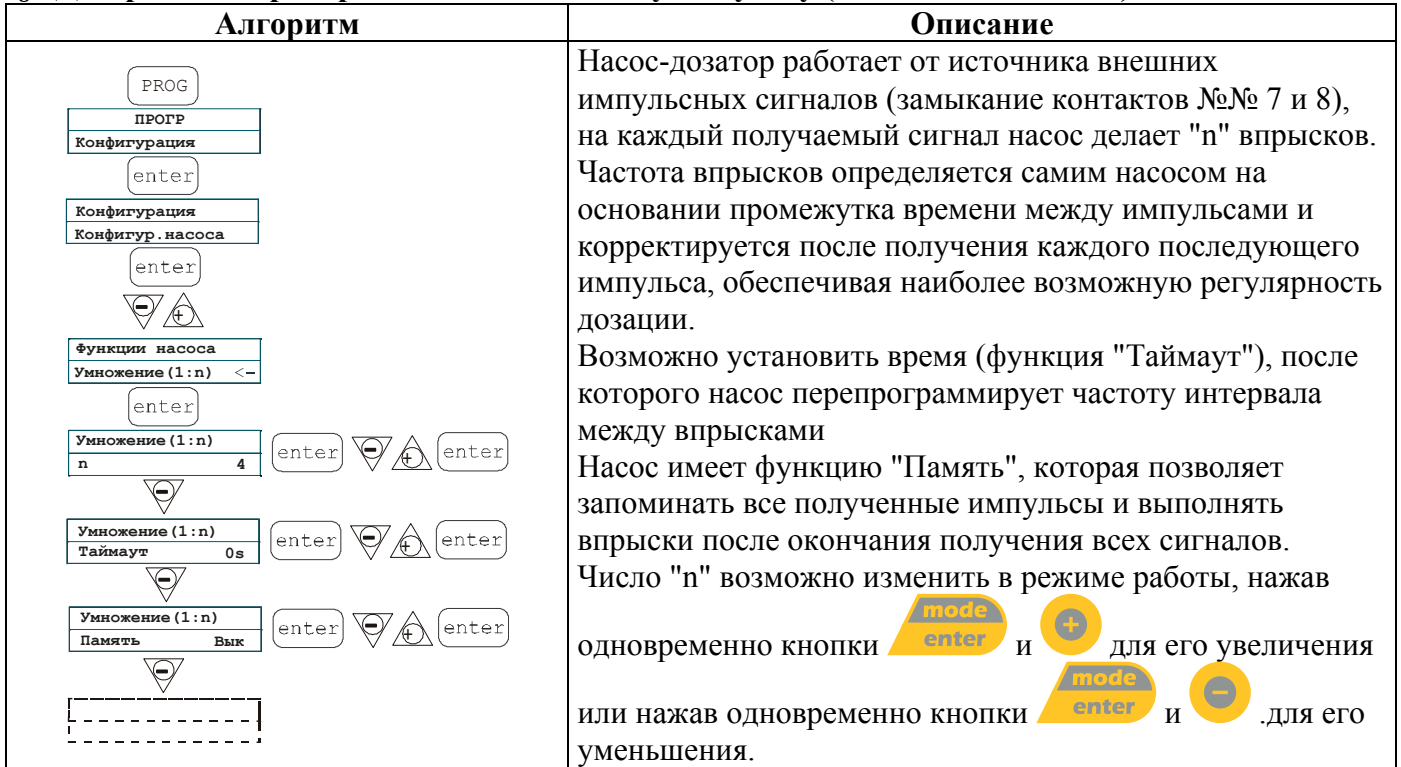 Алгоритм
Описание
PROG
ПРОГР
Конфигурация
enter
Конфигурация
Конфигур.насоса
enter
- +
Функции насоса
Умножение(1:n) <-
enter
Умножение(1:n)
n 4
enter - + enter
-
Умножение(1:n)
Таймаут 0s
enter - + enter
-
Умножение(1:n)
Память Вык
enter - + enter
-
Насос-дозатор работает от источника внешних
импульсных сигналов (замыкание контактов №№ 7 и 8),
на каждый получаемый сигнал насос делает "n" впрысков.
Частота впрысков определяется самим насосом на
основании промежутка времени между импульсами и
корректируется после получения каждого последующего
импульса, обеспечивая наиболее возможную регулярность
дозации.
Возможно установить время (функция "Таймаут"), после
которого насос перепрограммирует частоту интервала
между впрысками
Насос имеет функцию "Память", которая позволяет
запоминать все полученные импульсы и выполнять
впрыски после окончания получения всех сигналов.
Число "n" возможно изменить в режиме работы, нажав
одновременно кнопки mode enter и + для его увеличения
или нажав одновременно кнопки mode enter и - .для его
уменьшения.